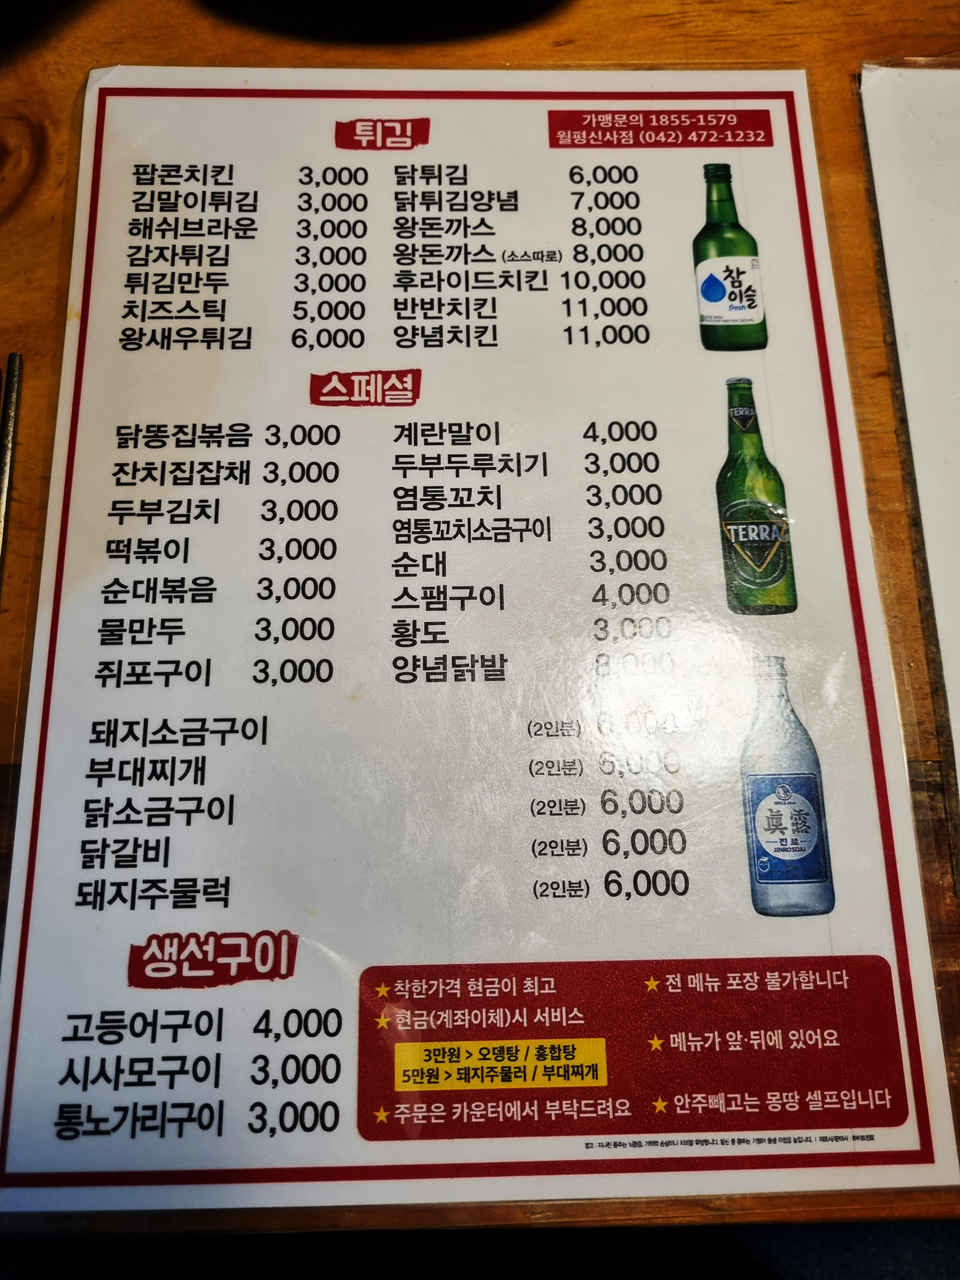 튀김
가맹문의 1855-1579
월평신사점 (042) 472-1232
팝콘치킨 3,000
김말이튀김 3,000
해쉬브라운 3,000
감자튀김 3,000
튀김만두 3,000
치즈스틱 5,000
왕새우튀김 6,000
닭튀김 6,000
닭튀김양념 7,000
왕돈까스 8,000
왕돈까스 (소스따로) 8,000
후라이드치킨 10,000
반반치킨 11,000
양념치킨 11,000
참
이슬
fresh
스페셜
닭똥집볶음 3,000
잔치집잡채 3,000
두부김치 3,000
떡볶이 3,000
순대볶음 3,000
물만두 3,000
쥐포구이 3,000
계란말이 4,000
두부두루치기 3,000
염통꼬치 3,000
염통꼬치소금구이 3,000
순대 3,000
스팸구이 4,000
황도 3,000
양념닭발 8,000
TERRA
TERRA
돼지소금구이 (2인분) 6,000
부대찌개 (2인분) 6,000
닭소금구이 (2인분) 6,000
닭갈비 (2인분) 6,000
돼지주물럭 (2인분) 6,000
眞露
진로
JINRO SOJU
생선구이
고등어구이 4,000
시사모구이 3,000
통노가리구이 3,000
★착한가격 현금이 최고
★현금(계좌이체)시 서비스
3만원 > 오뎅탕 / 홍합탕
5만원 > 돼지주물러 / 부대찌개
★주문은 카운터에서 부탁드려요
★전 메뉴 포장 불가합니다
★메뉴가 앞·뒤에 있어요
★안주빼고는 몽땅 셀프입니다